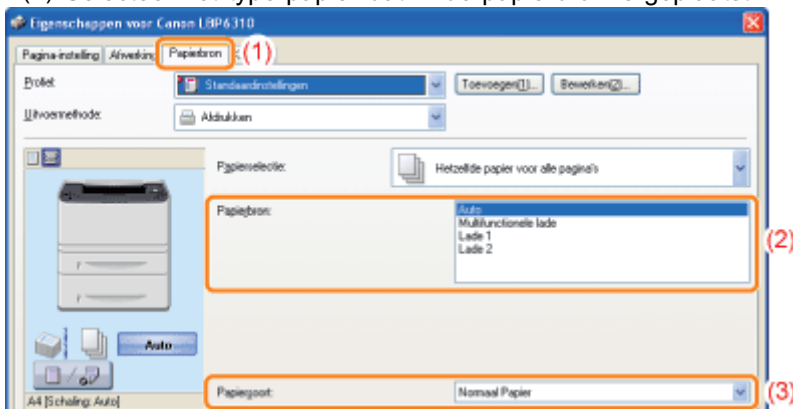 Eigenschappen voor Canon LBP6310
Pagina-instelling Afwerking Papierbron (1)
Profiel: Standaardinstellingen Toevoegen(1)... Bewerken(2)...
Uitvoermethode: Afdrukken
Papierselectie: Hetzelfde papier voor alle pagina's
Papierbron: Auto
Multifunctionele lade
Lade 1
Lade 2
(2)
Auto
A4 [Schaling: Auto]
Papiersoort: Normaal Papier (3)